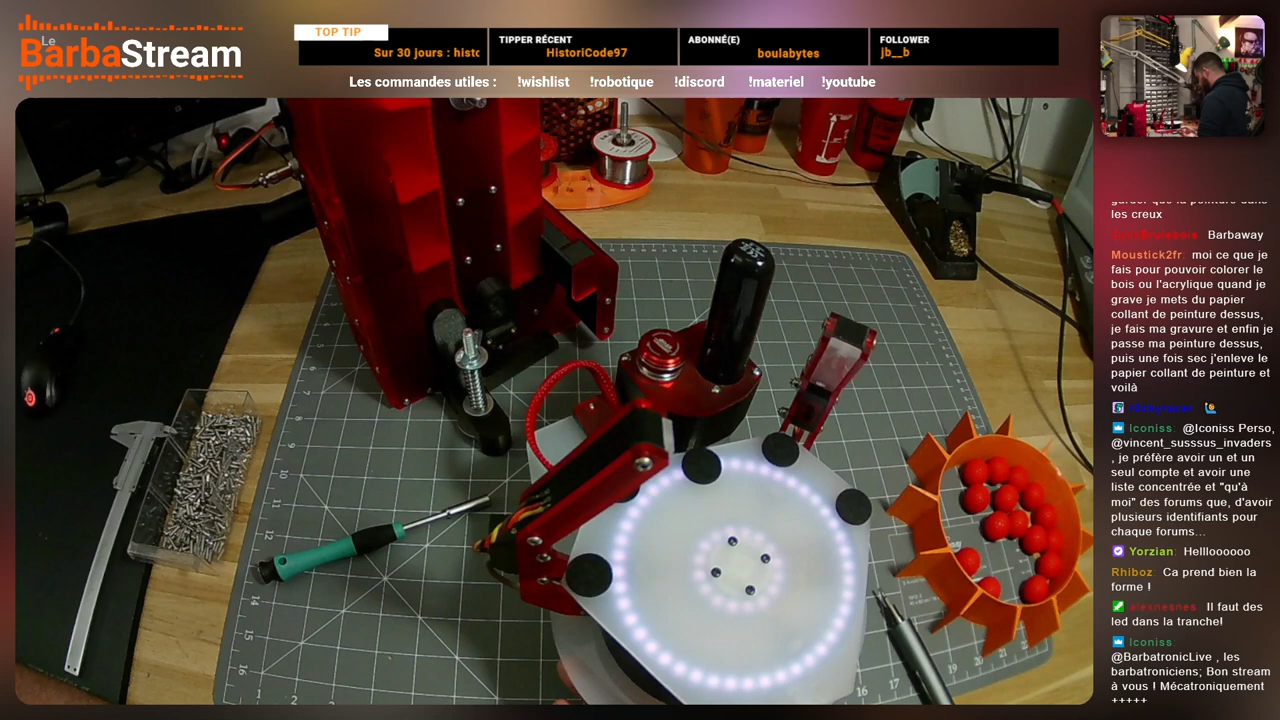 Le
BarbaStream
TOP TIP
Sur 30 jours : histc
TIPPER RÉCENT
HistoriCode97
ABONNÉ(E)
boulabytes
FOLLOWER
jb__b
Les commandes utiles : !wishlist !robotique !discord !materiel !youtube
les creux
Barbaway
Moustick2fr: moi ce que je
fais pour pouvoir colorer le
bois ou l'acrylique quand je
grave je mets du papier
collant de peinture dessus,
je fais ma gravure et enfin je
passe ma peinture dessus,
puis une fois sec j'enleve le
papier collant de peinture et
voilà
Iconiss: @Iconiss Perso,
@vincent_susssus_invaders
, je préfère avoir un et un
seul compte et avoir une
liste concentrée et "qu'à
moi" des forums que, d'avoir
plusieurs identifiants pour
chaque forums...
Yorzian: Hellloooooo
Rhiboz: Ca prend bien la
forme !
Il faut des
led dans la tranche!
Iconiss:
@BarbatronicLive , les
barbatroniciens; Bon stream
à vous ! Mécatroniquement
+++++